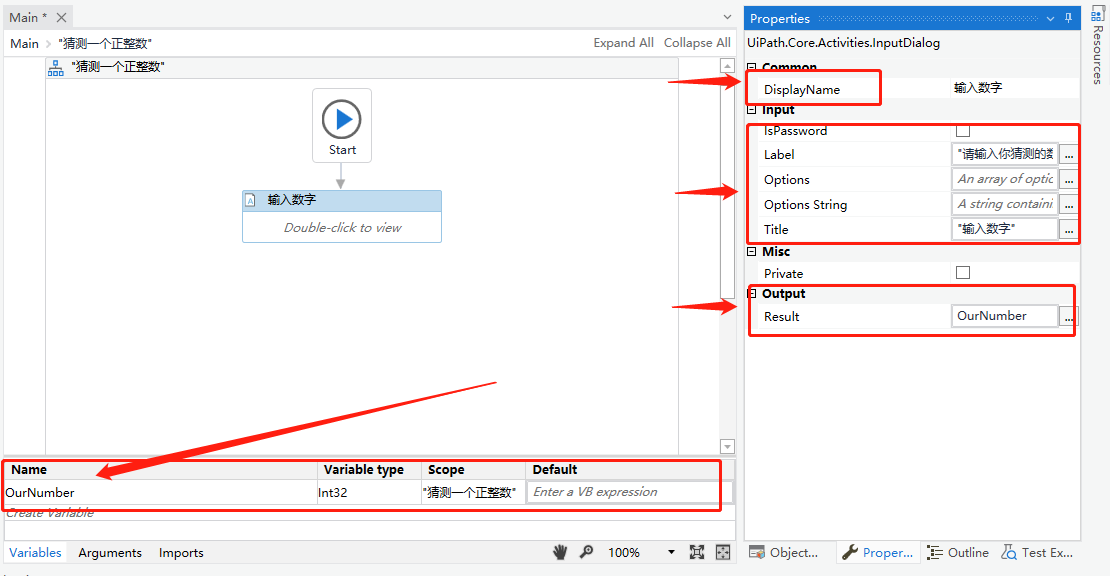 Main *
Main > "猜测一个正整数"
Expand All Collapse All
"猜测一个正整数"
Start
输入数字
Double-click to view
Name Variable type Scope Default
OurNumber Int32 "猜测一个正整数" Enter a VB expression
Create Variable
Variables Arguments Imports 100%
Properties
UiPath.Core.Activities.InputDialog
Common
DisplayName 输入数字
Input
IsPassword
Label "请输入你猜测的 ...
Options An array of optic ...
Options String A string containi ...
Title "输入数字" ...
Misc
Private
Output
Result OurNumber ...
Object... Proper... Outline Test Ex...
Resources